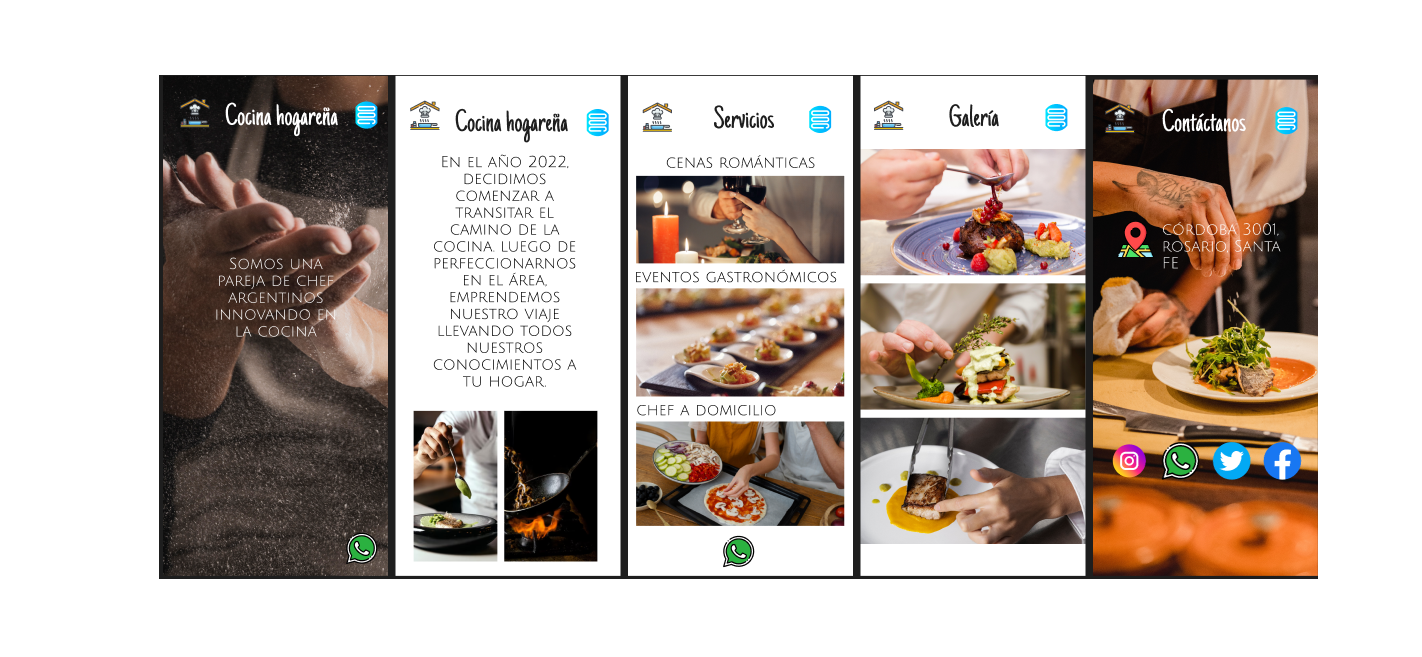 Cocina hogareña
Somos una
pareja de chef
argentinos
innovando en
la cocina
Cocina hogareña
En el año 2022,
decidimos
comenzar a
transitar el
camino de la
cocina. Luego de
perfeccionarnos
en el área,
emprendemos
nuestro viaje
llevando todos
nuestros
conocimientos a
tu hogar.
Servicios
CENAS ROMÁNTICAS
EVENTOS GASTRONÓMICOS
CHEF A DOMICILIO
Galería
Contáctanos
CÓRDOBA 3001,
ROSARIO, SANTA
FE